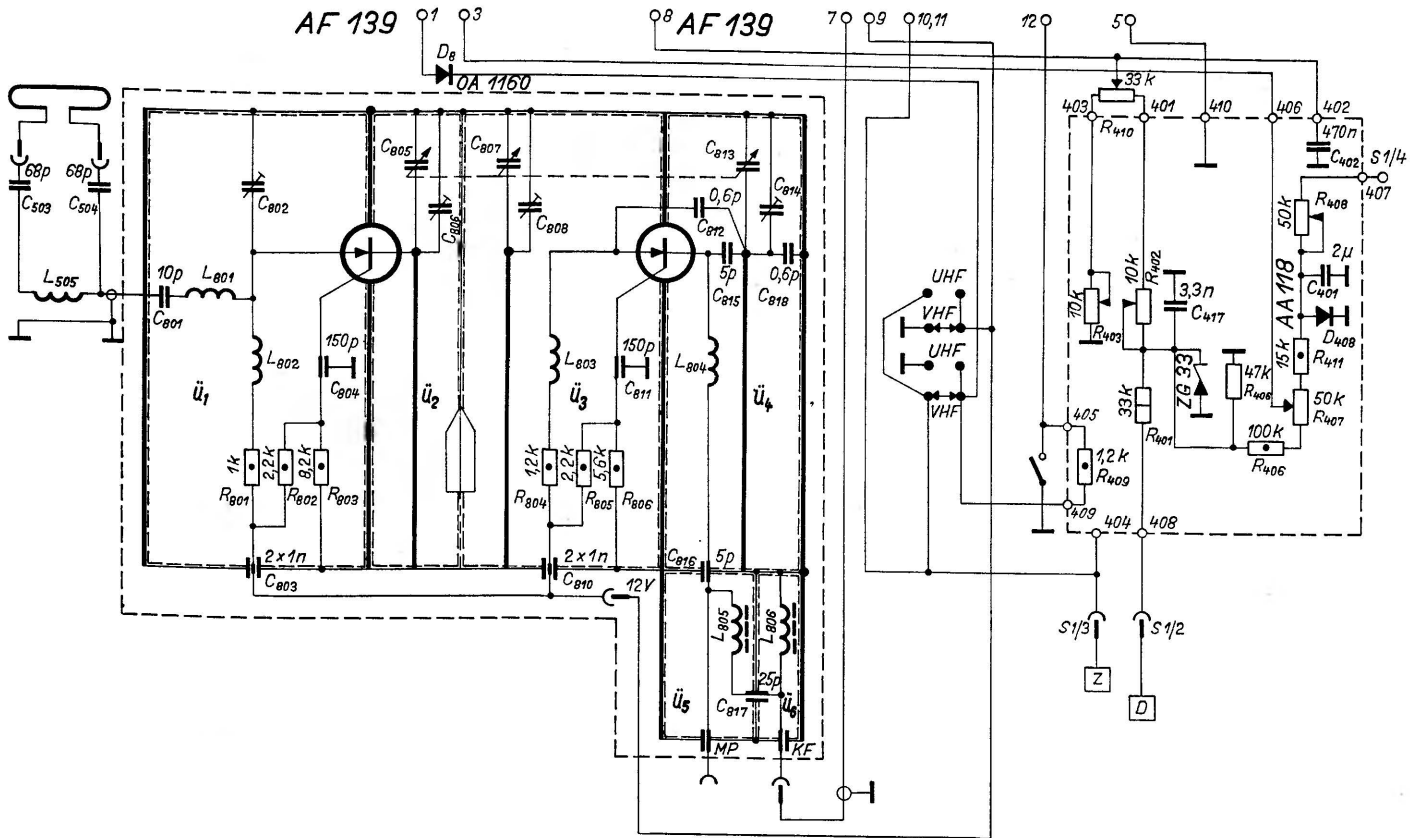 AF 139
1
3
8
AF 139
7
9
10,11
12
5
D8
OA 1160
33k
403
401
410
406
402
R410
470n
C402
S1/4
407
68p
C503
68p
C504
C802
C805
C806
C807
C808
C813
C814
0,6p
C812
5p
C815
0,6p
C818
R408
50k
2µ
C401
AA118
D408
10k
R402
3,3n
C417
10k
R403
L505
10p
C801
L801
UHF
VHF
UHF
VHF
L802
150p
C804
L803
150p
C811
L804
15k
R411
ZG 33
47k
R406
50k
R407
33k
R401
100k
R406
ü1
ü2
ü3
ü4
405
1,2k
R409
409
404
408
1k
R801
2,2k
R802
8,2k
R803
1,2k
R804
2,2k
R805
5,6k
R806
2x1n
C803
2x1n
C810
12V
C816
5p
L805
L806
S1/3
S1/2
Z
D
25p
C817
ü5
ü6
MP
KF